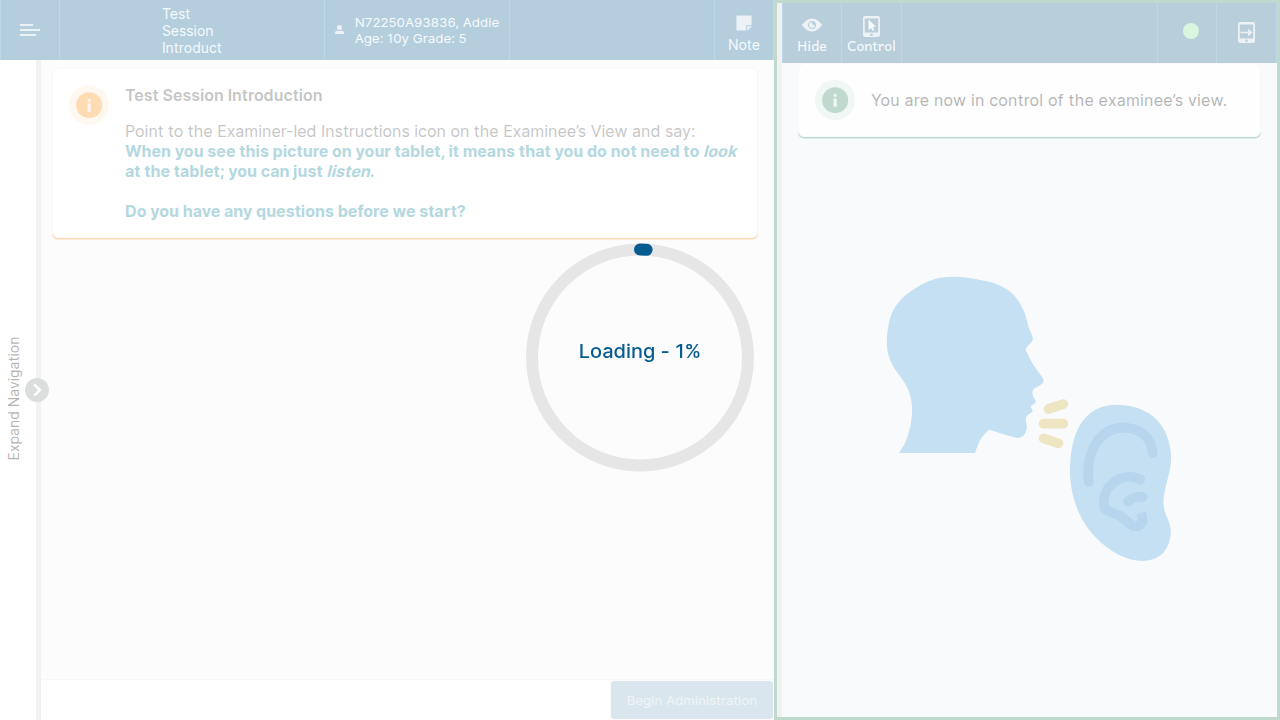 Test
Session
Introduct
N72250A93836, Addie
Age: 10y Grade: 5
Note
Hide
Control
Test Session Introduction
Point to the Examiner-led Instructions icon on the Examinee's View and say:
When you see this picture on your tablet, it means that you do not need to look
at the tablet; you can just listen.
Do you have any questions before we start?
You are now in control of the examinee's view.
Loading - 1%
Expand Navigation
Begin Administration